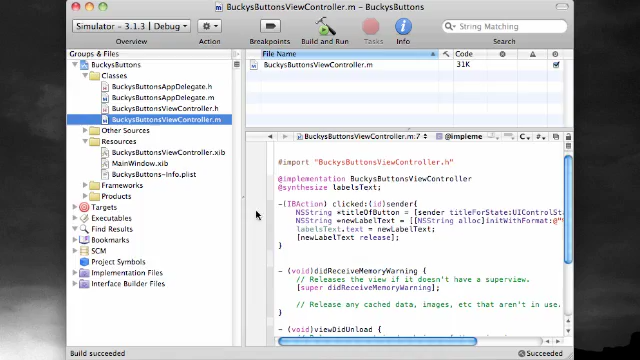 BuckysButtonsViewController.m – BuckysButtons
Simulator - 3.1.3 | Debug
String Matching
Overview
Action
Breakpoints
Build and Run
Tasks
Info
Search
Groups & Files
File Name
Code
BuckysButtons
BuckysButtonsViewController.m
31K
Classes
BuckysButtonsAppDelegate.h
BuckysButtonsAppDelegate.m
BuckysButtonsViewController.h
BuckysButtonsViewController.m
Other Sources
Resources
BuckysButtonsViewController.xib
MainWindow.xib
BuckysButtons-Info.plist
Frameworks
Products
Targets
Executables
Find Results
Bookmarks
SCM
Project Symbols
Implementation Files
Interface Builder Files
BuckysButtonsViewController.m:7
@impleme
C
#
#import "BuckysButtonsViewController.h"
@implementation BuckysButtonsViewController
@synthesize labelsText;
-(IBAction) clicked:(id)sender{
NSString *titleOfButton = [sender titleForState:UIControlSta
NSString *newLabelText = [[NSString alloc]initWithFormat:@"
labelsText.text = newLabelText;
[newLabelText release];
}
- (void)didReceiveMemoryWarning {
// Releases the view if it doesn't have a superview.
[super didReceiveMemoryWarning];
// Release any cached data, images, etc that aren't in use.
}
- (void)viewDidUnload {
Build succeeded
Succeeded